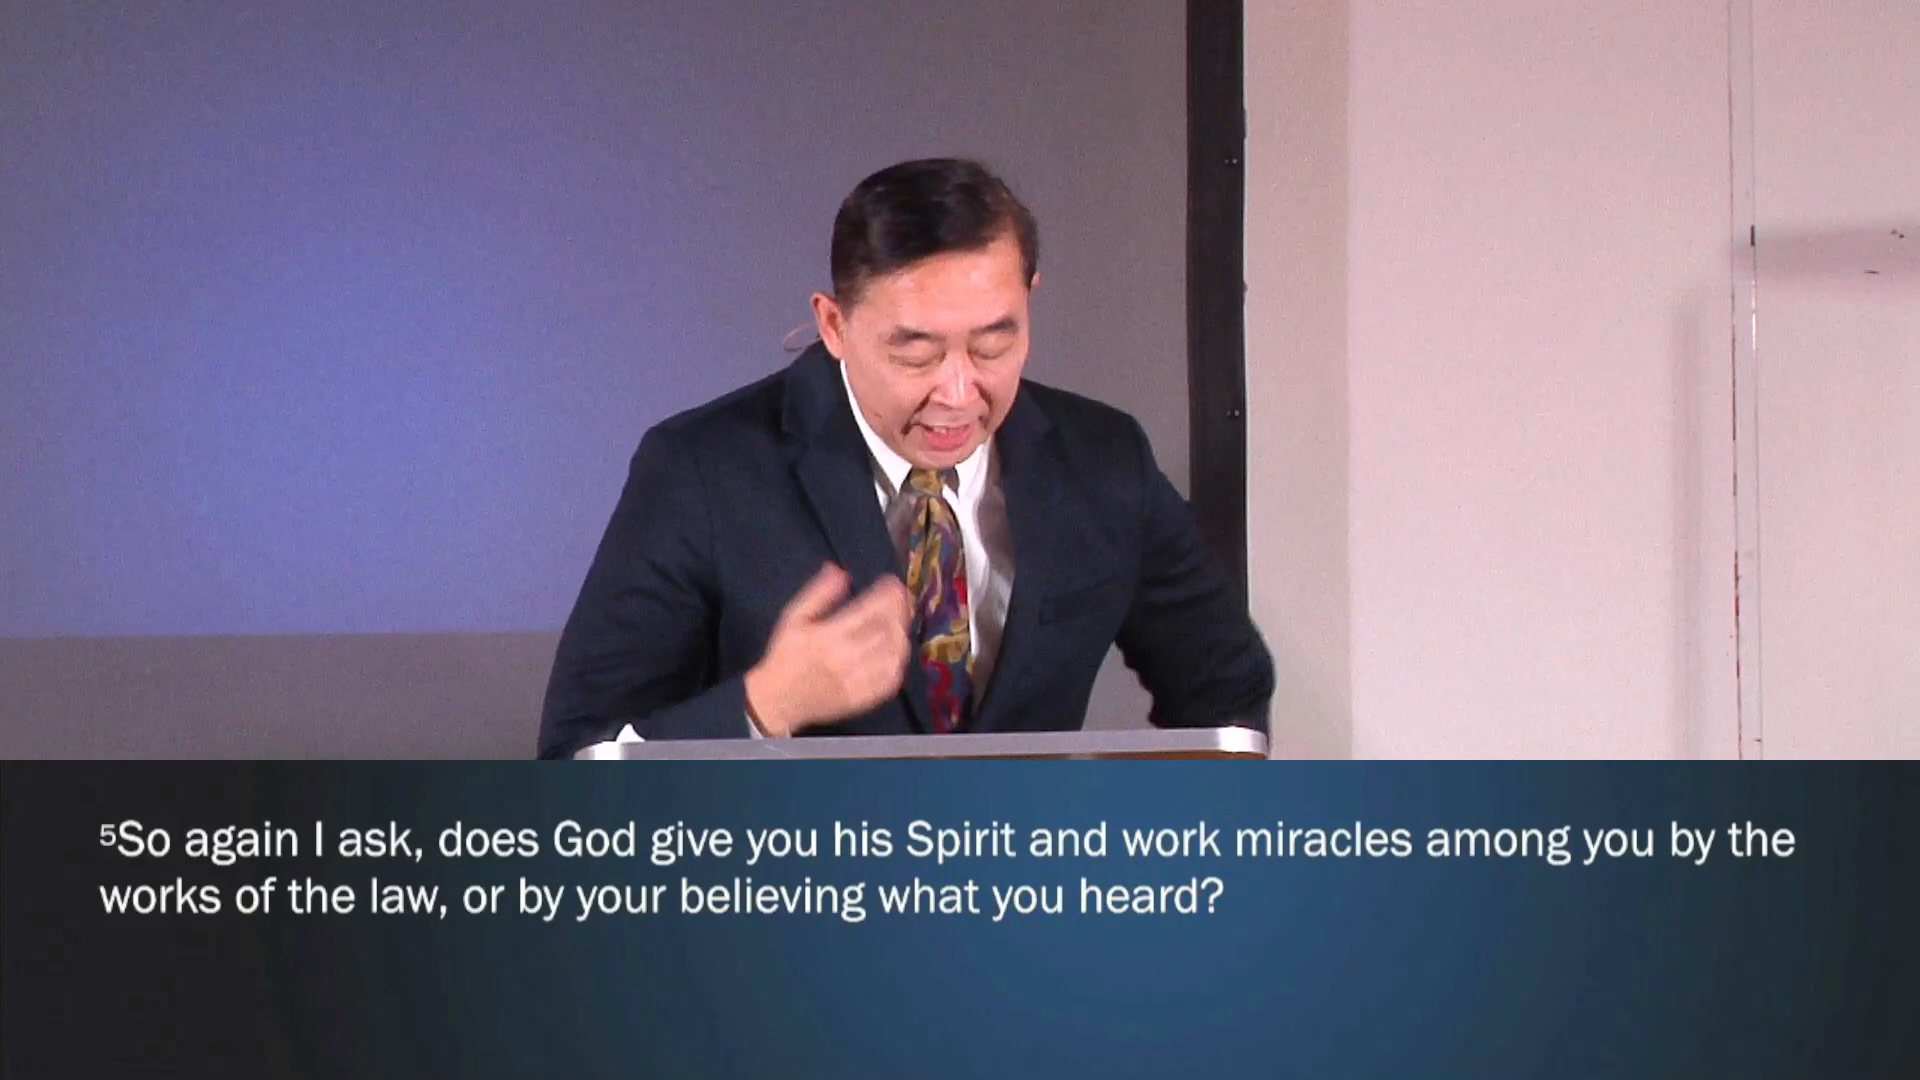 ⁵So again I ask, does God give you his Spirit and work miracles among you by the
works of the law, or by your believing what you heard?